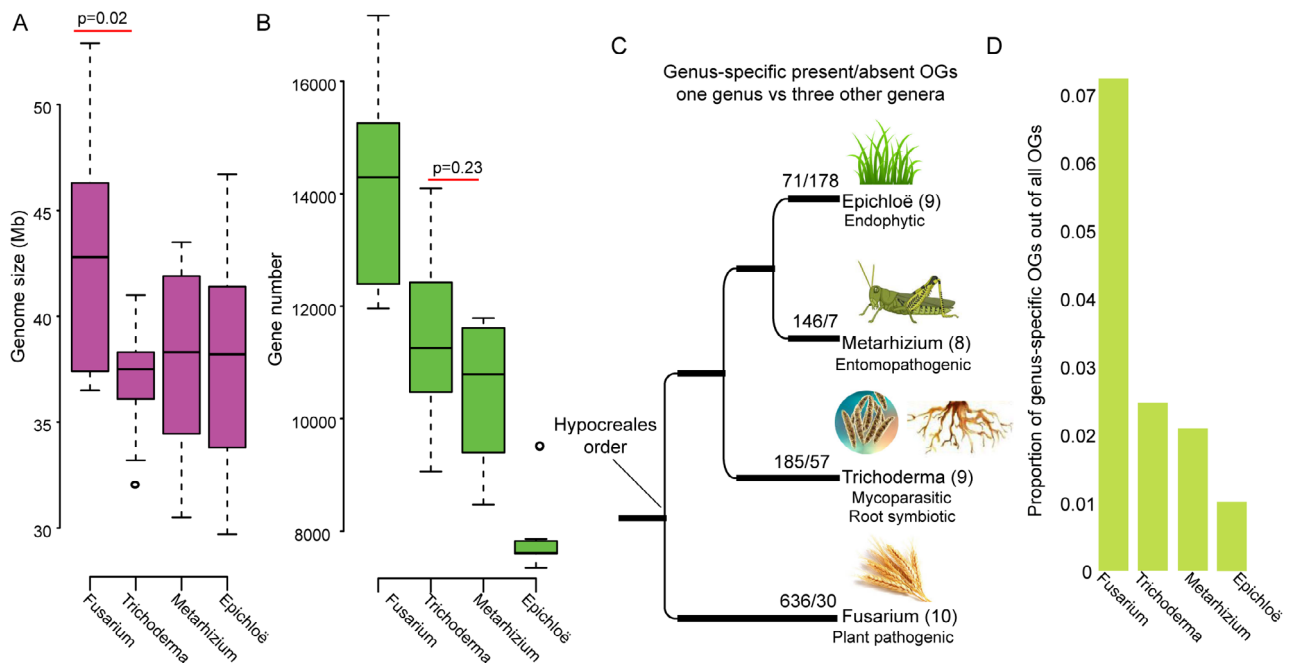 A
p=0.02
Genome size (Mb)
50
45
40
35
30
Fusarium
Trichoderma
Metarhizium
Epichloë
B
p=0.23
Gene number
16000
14000
12000
10000
8000
Fusarium
Trichoderma
Metarhizium
Epichloë
C
Genus-specific present/absent OGs
one genus vs three other genera
71/178
Epichloë (9)
Endophytic
146/7
Metarhizium (8)
Entomopathogenic
Hypocreales
order
185/57
Trichoderma (9)
Mycoparasitic
Root symbiotic
636/30
Fusarium (10)
Plant pathogenic
D
Proportion of genus-specific OGs out of all OGs
0.07
0.06
0.05
0.04
0.03
0.02
0.01
0
Fusarium
Trichoderma
Metarhizium
Epichloë